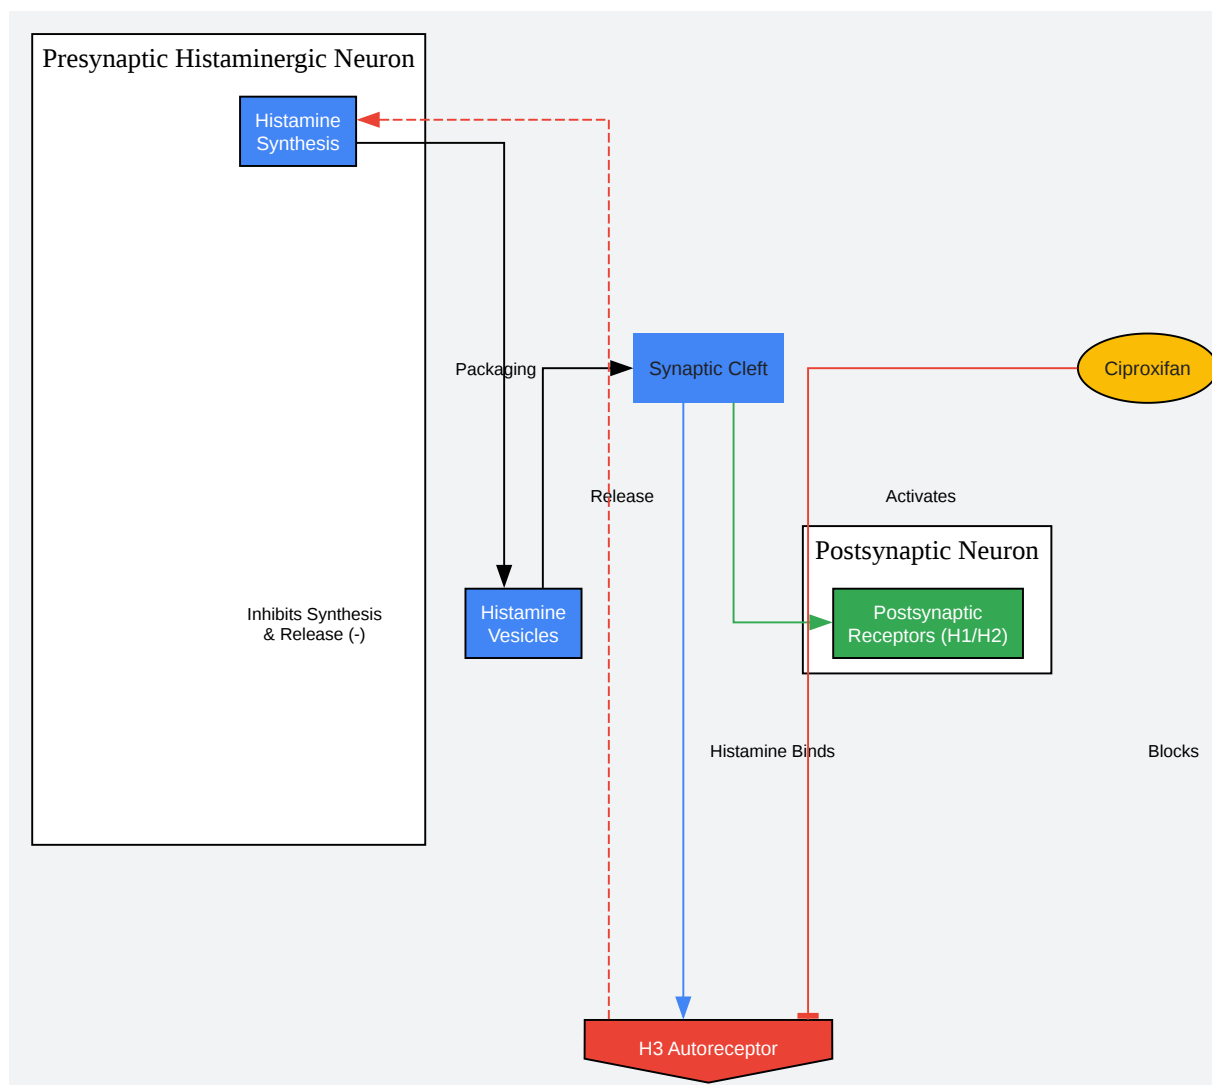 Presynaptic Histaminergic Neuron
Histamine
Synthesis
Packaging
Synaptic Cleft
Ciproxifan
Release
Activates
Postsynaptic Neuron
Inhibits Synthesis
& Release (-)
Histamine
Vesicles
Postsynaptic
Receptors (H1/H2)
Histamine Binds
Blocks
H3 Autoreceptor